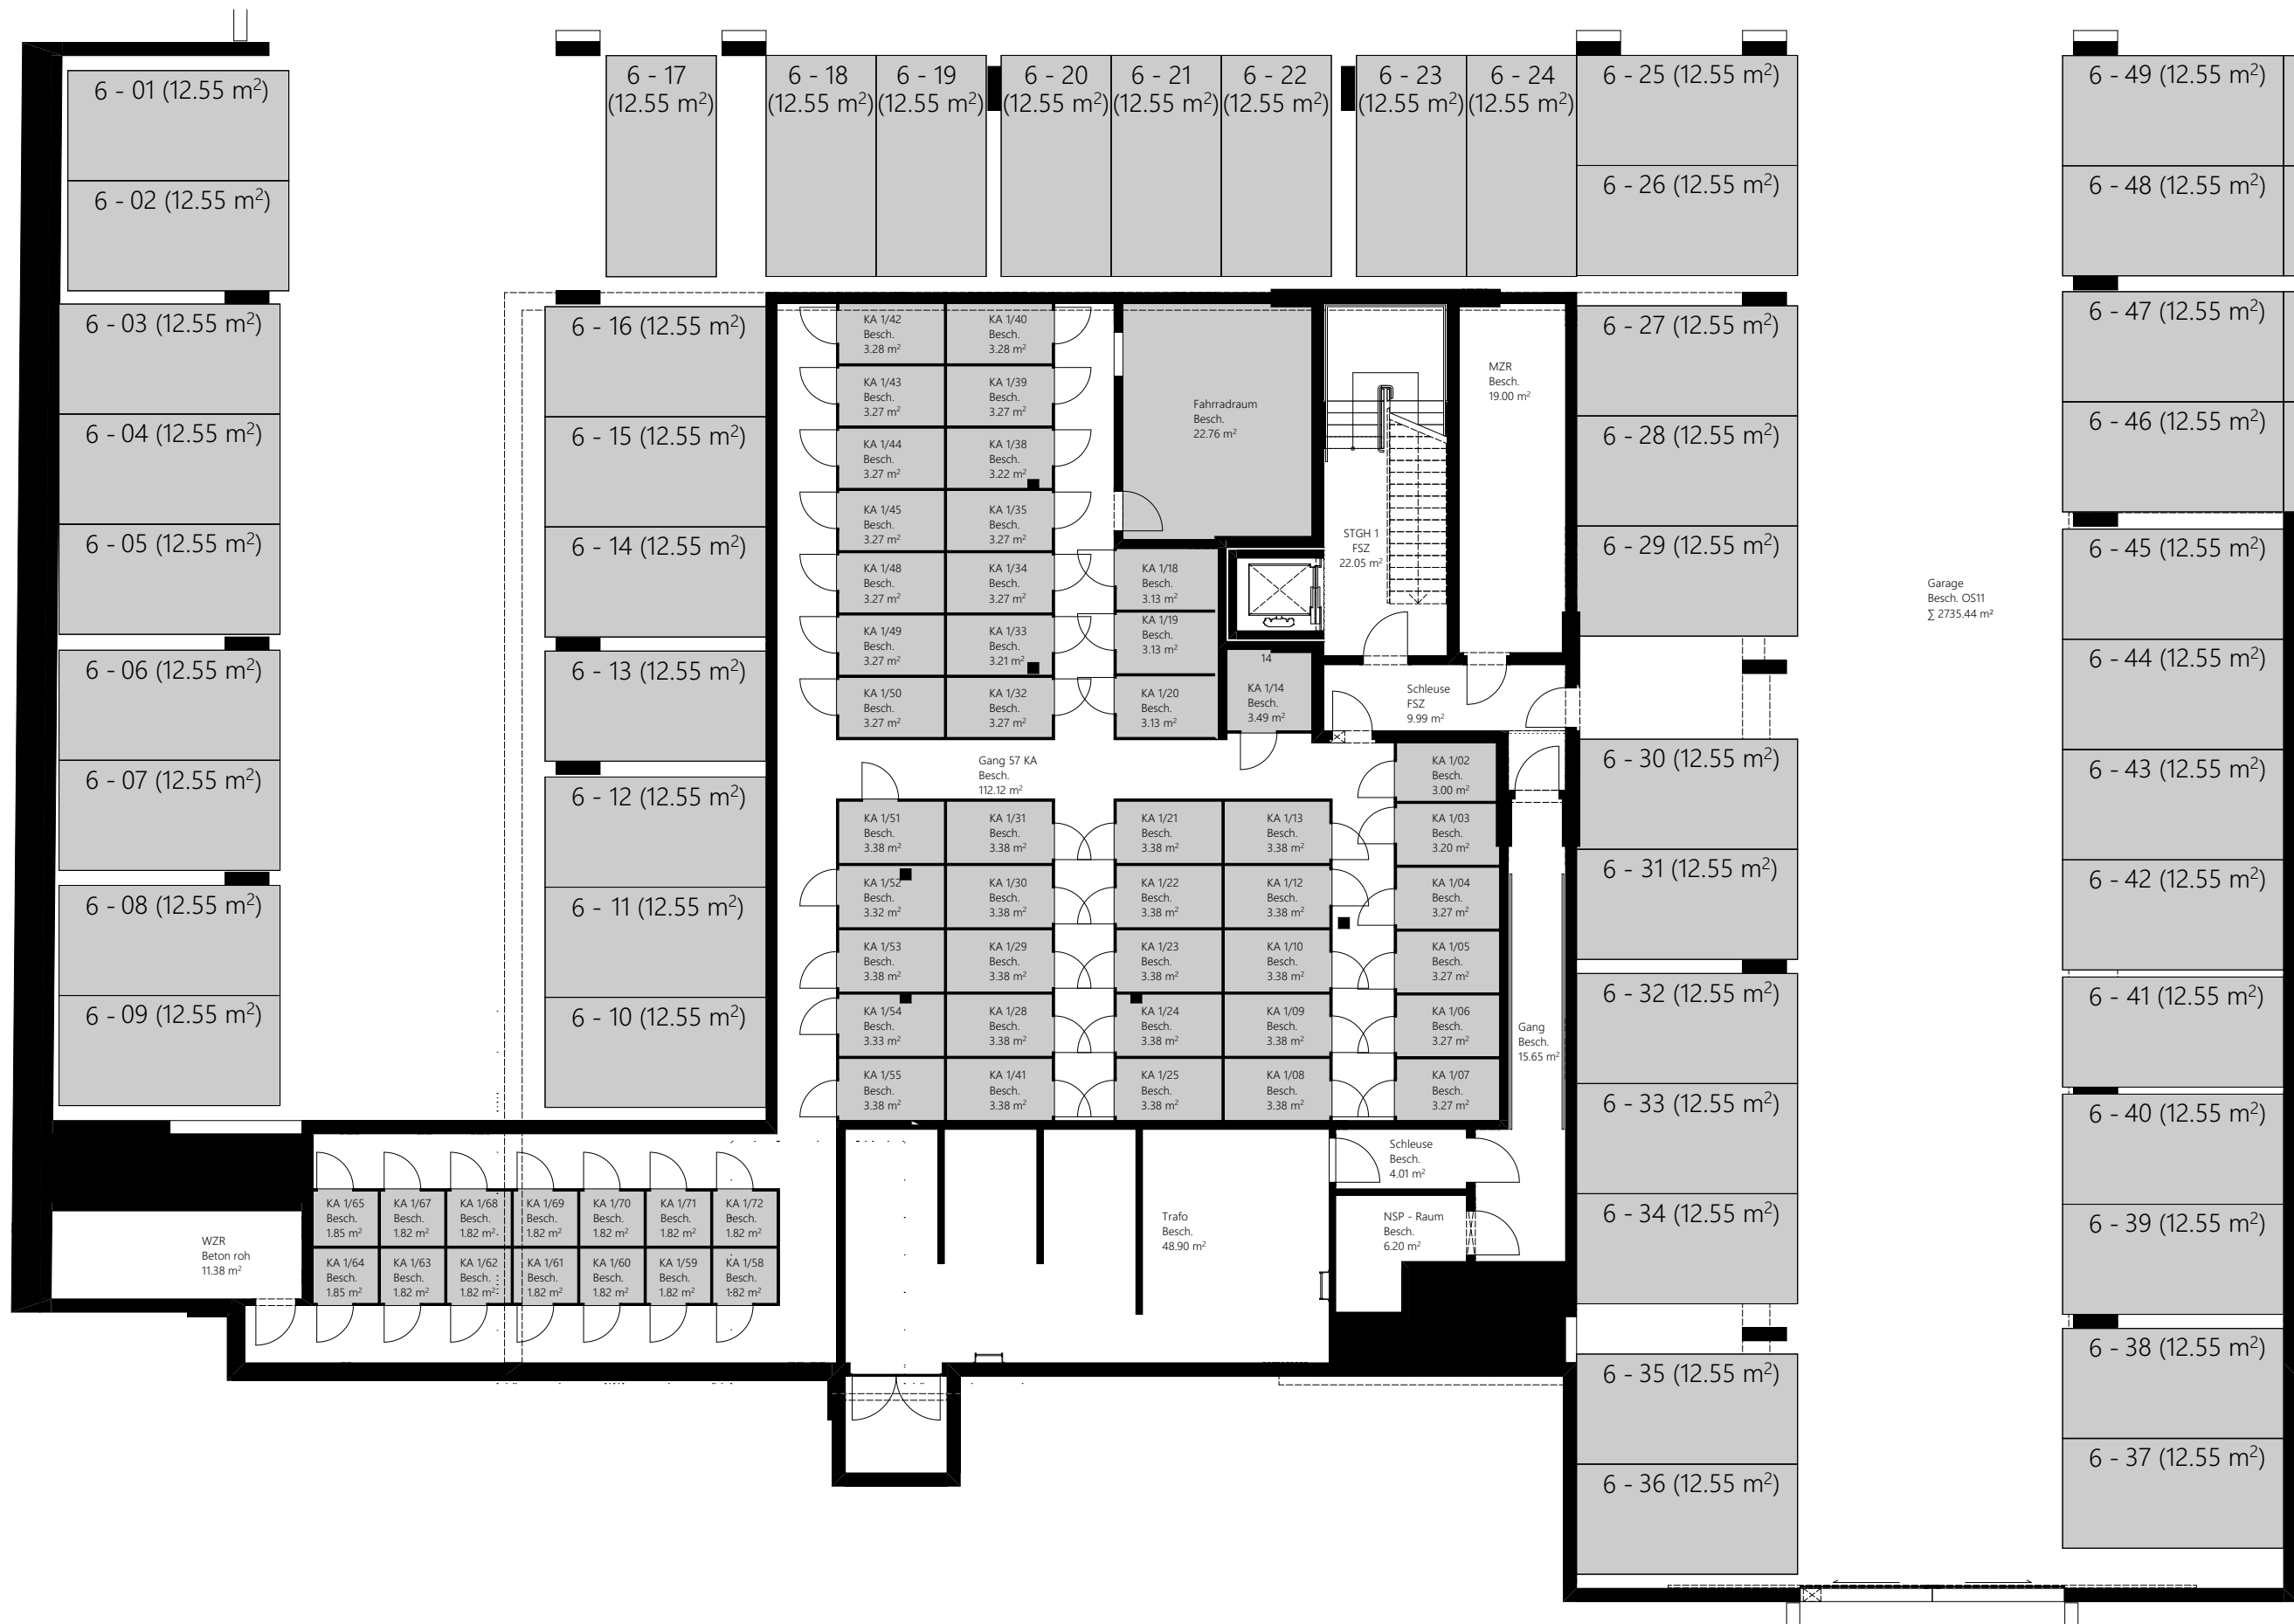 6 - 01 (12.55 m²)
6 - 02 (12.55 m²)
6 - 03 (12.55 m²)
6 - 04 (12.55 m²)
6 - 05 (12.55 m²)
6 - 06 (12.55 m²)
6 - 07 (12.55 m²)
6 - 08 (12.55 m²)
6 - 09 (12.55 m²)
6 - 17
(12.55 m²)
6 - 18
(12.55 m²)
6 - 19
(12.55 m²)
6 - 20
(12.55 m²)
6 - 21
(12.55 m²)
6 - 22
(12.55 m²)
6 - 23
(12.55 m²)
6 - 24
(12.55 m²)
6 - 16 (12.55 m²)
6 - 15 (12.55 m²)
6 - 14 (12.55 m²)
6 - 13 (12.55 m²)
6 - 12 (12.55 m²)
6 - 11 (12.55 m²)
6 - 10 (12.55 m²)
KA 1/42
Besch.
3.28 m²
KA 1/40
Besch.
3.28 m²
KA 1/43
Besch.
3.27 m²
KA 1/39
Besch.
3.27 m²
KA 1/44
Besch.
3.27 m²
KA 1/38
Besch.
3.22 m²
KA 1/45
Besch.
3.27 m²
KA 1/35
Besch.
3.27 m²
KA 1/48
Besch.
3.27 m²
KA 1/34
Besch.
3.27 m²
KA 1/49
Besch.
3.27 m²
KA 1/33
Besch.
3.21 m²
KA 1/50
Besch.
3.27 m²
KA 1/32
Besch.
3.27 m²
Fahrradraum
Besch.
22.76 m²
KA 1/18
Besch.
3.13 m²
KA 1/19
Besch.
3.13 m²
KA 1/20
Besch.
3.13 m²
14
KA 1/14
Besch.
3.49 m²
STGH 1
FSZ
22.05 m²
MZR
Besch.
19.00 m²
Schleuse
FSZ
9.99 m²
Gang 57 KA
Besch.
112.12 m²
KA 1/51
Besch.
3.38 m²
KA 1/31
Besch.
3.38 m²
KA 1/21
Besch.
3.38 m²
KA 1/13
Besch.
3.38 m²
KA 1/52
Besch.
3.32 m²
KA 1/30
Besch.
3.38 m²
KA 1/22
Besch.
3.38 m²
KA 1/12
Besch.
3.38 m²
KA 1/53
Besch.
3.38 m²
KA 1/29
Besch.
3.38 m²
KA 1/23
Besch.
3.38 m²
KA 1/10
Besch.
3.38 m²
KA 1/54
Besch.
3.33 m²
KA 1/28
Besch.
3.38 m²
KA 1/24
Besch.
3.38 m²
KA 1/09
Besch.
3.38 m²
KA 1/55
Besch.
3.38 m²
KA 1/41
Besch.
3.38 m²
KA 1/25
Besch.
3.38 m²
KA 1/08
Besch.
3.38 m²
KA 1/02
Besch.
3.00 m²
KA 1/03
Besch.
3.20 m²
KA 1/04
Besch.
3.27 m²
KA 1/05
Besch.
3.27 m²
KA 1/06
Besch.
3.27 m²
KA 1/07
Besch.
3.27 m²
Gang
Besch.
15.65 m²
Schleuse
Besch.
4.01 m²
NSP - Raum
Besch.
6.20 m²
Trafo
Besch.
48.90 m²
WZR
Beton roh
11.38 m²
KA 1/65
Besch.
1.85 m²
KA 1/67
Besch.
1.82 m²
KA 1/68
Besch.
1.82 m²
KA 1/69
Besch.
1.82 m²
KA 1/70
Besch.
1.82 m²
KA 1/71
Besch.
1.82 m²
KA 1/72
Besch.
1.82 m²
KA 1/64
Besch.
1.85 m²
KA 1/63
Besch.
1.82 m²
KA 1/62
Besch.
1.82 m²
KA 1/61
Besch.
1.82 m²
KA 1/60
Besch.
1.82 m²
KA 1/59
Besch.
1.82 m²
KA 1/58
Besch.
1.82 m²
6 - 25 (12.55 m²)
6 - 26 (12.55 m²)
6 - 27 (12.55 m²)
6 - 28 (12.55 m²)
6 - 29 (12.55 m²)
6 - 30 (12.55 m²)
6 - 31 (12.55 m²)
6 - 32 (12.55 m²)
6 - 33 (12.55 m²)
6 - 34 (12.55 m²)
6 - 35 (12.55 m²)
6 - 36 (12.55 m²)
Garage
Besch. OS11
∑ 2735.44 m²
6 - 49 (12.55 m²)
6 - 48 (12.55 m²)
6 - 47 (12.55 m²)
6 - 46 (12.55 m²)
6 - 45 (12.55 m²)
6 - 44 (12.55 m²)
6 - 43 (12.55 m²)
6 - 42 (12.55 m²)
6 - 41 (12.55 m²)
6 - 40 (12.55 m²)
6 - 39 (12.55 m²)
6 - 38 (12.55 m²)
6 - 37 (12.55 m²)